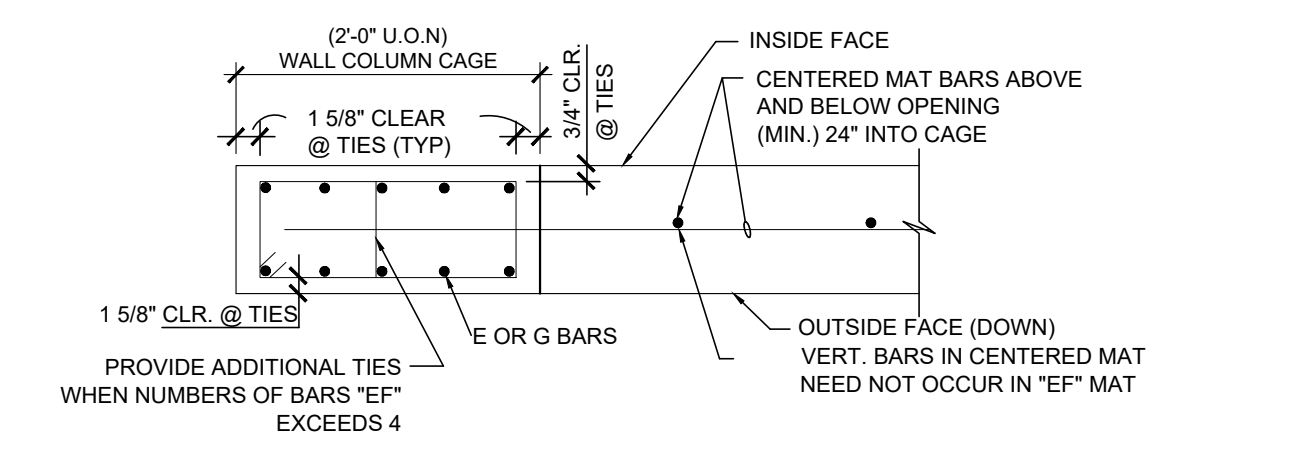 (2'-0" U.O.N)
WALL COLUMN CAGE
1 5/8" CLEAR
@ TIES (TYP)
3/4" CLR.
@ TIES
INSIDE FACE
CENTERED MAT BARS ABOVE
AND BELOW OPENING
(MIN.) 24" INTO CAGE
1 5/8" CLR. @ TIES
E OR G BARS
PROVIDE ADDITIONAL TIES
WHEN NUMBERS OF BARS "EF"
EXCEEDS 4
OUTSIDE FACE (DOWN)
VERT. BARS IN CENTERED MAT
NEED NOT OCCUR IN "EF" MAT